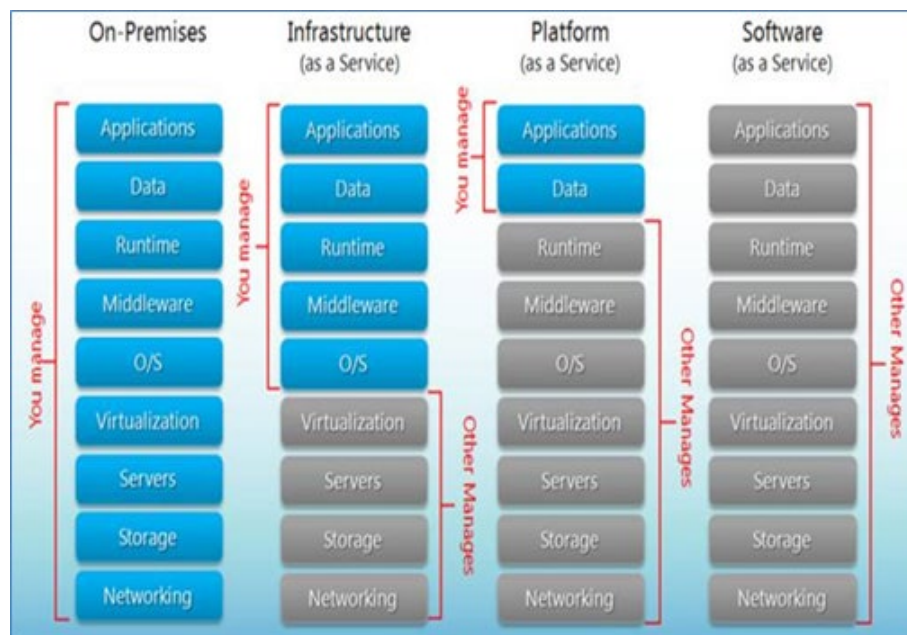 On-Premises
You manage
Applications
Data
Runtime
Middleware
O/S
Virtualization
Servers
Storage
Networking
Infrastructure
(as a Service)
You manage
Applications
Data
Runtime
Middleware
O/S
Virtualization
Servers
Storage
Networking
Other Manages
Platform
(as a Service)
You manage
Applications
Data
Runtime
Middleware
O/S
Virtualization
Servers
Storage
Networking
Other Manages
Software
(as a Service)
Applications
Data
Runtime
Middleware
O/S
Virtualization
Servers
Storage
Networking
Other Manages